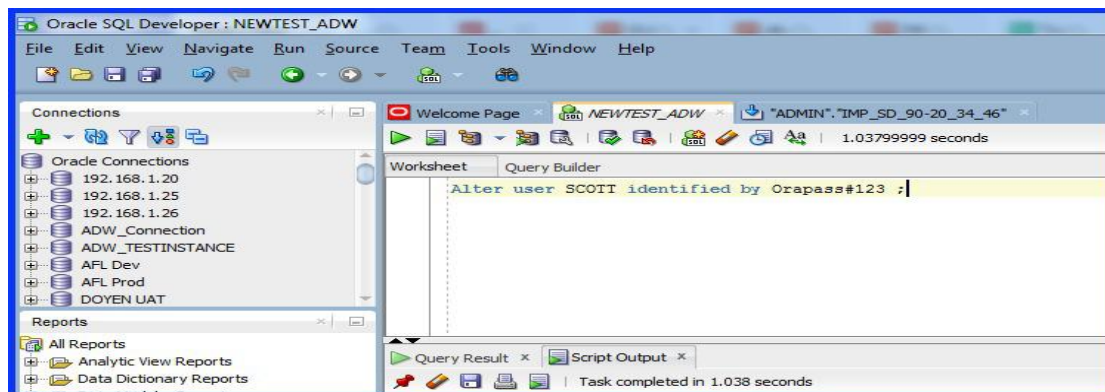 Oracle SQL Developer : NEWTEST_ADW
File Edit View Navigate Run Source Team Tools Window Help
Connections
Oracle Connections
192.168.1.20
192.168.1.25
192.168.1.26
ADW_Connection
ADW_TESTINSTANCE
AFL Dev
AFL Prod
DOYEN UAT
Reports
All Reports
Analytic View Reports
Data Dictionary Reports
Welcome Page NEWTEST_ADW "ADMIN"."IMP_SD_90-20_34_46"
SQL Aa 1.03799999 seconds
Worksheet Query Builder
Alter user SCOTT identified by Orapass#123 ;
Query Result Script Output
Task completed in 1.038 seconds